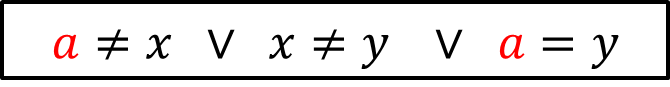 a ≠ x ∨ x ≠ y ∨ a = y